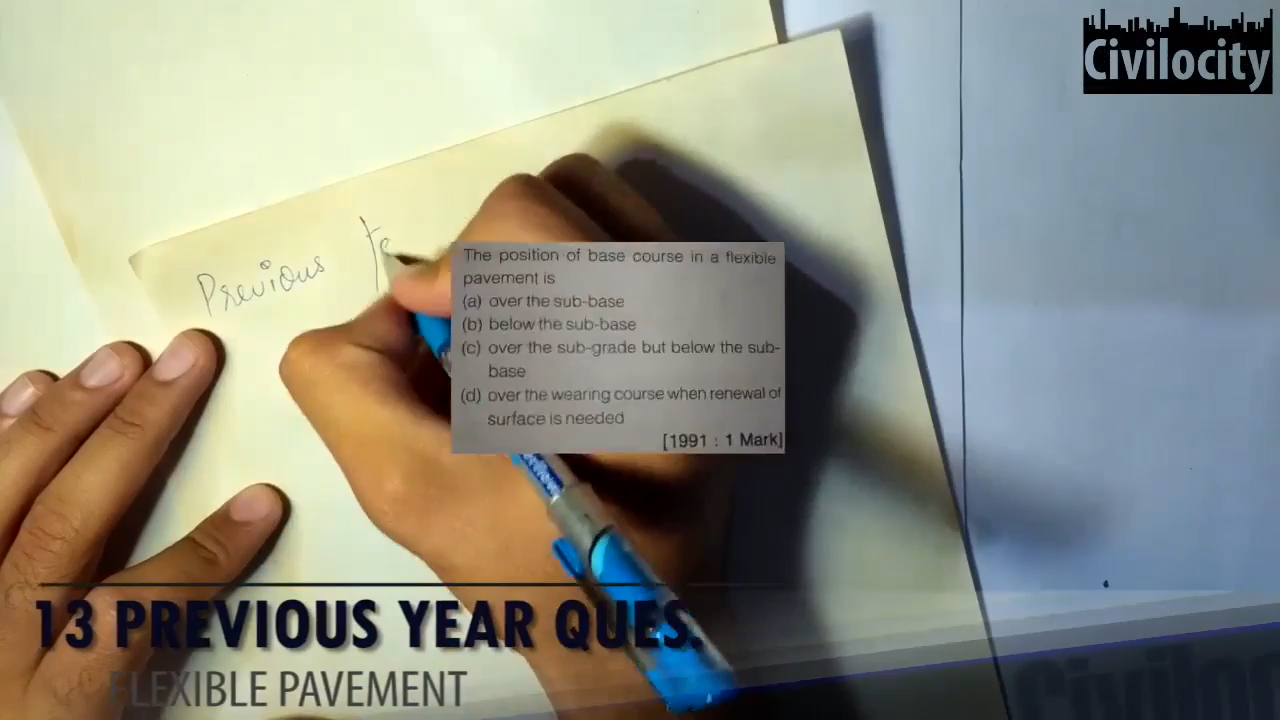 Civilocity
Previous
The position of base course in a flexible
pavement is
(a) over the sub-base
(b) below the sub-base
(c) over the sub-grade but below the sub-
base
(d) over the wearing course when renewal of
surface is needed
[1991 : 1 Mark]
13 PREVIOUS YEAR QUES.
FLEXIBLE PAVEMENT
Civiloc